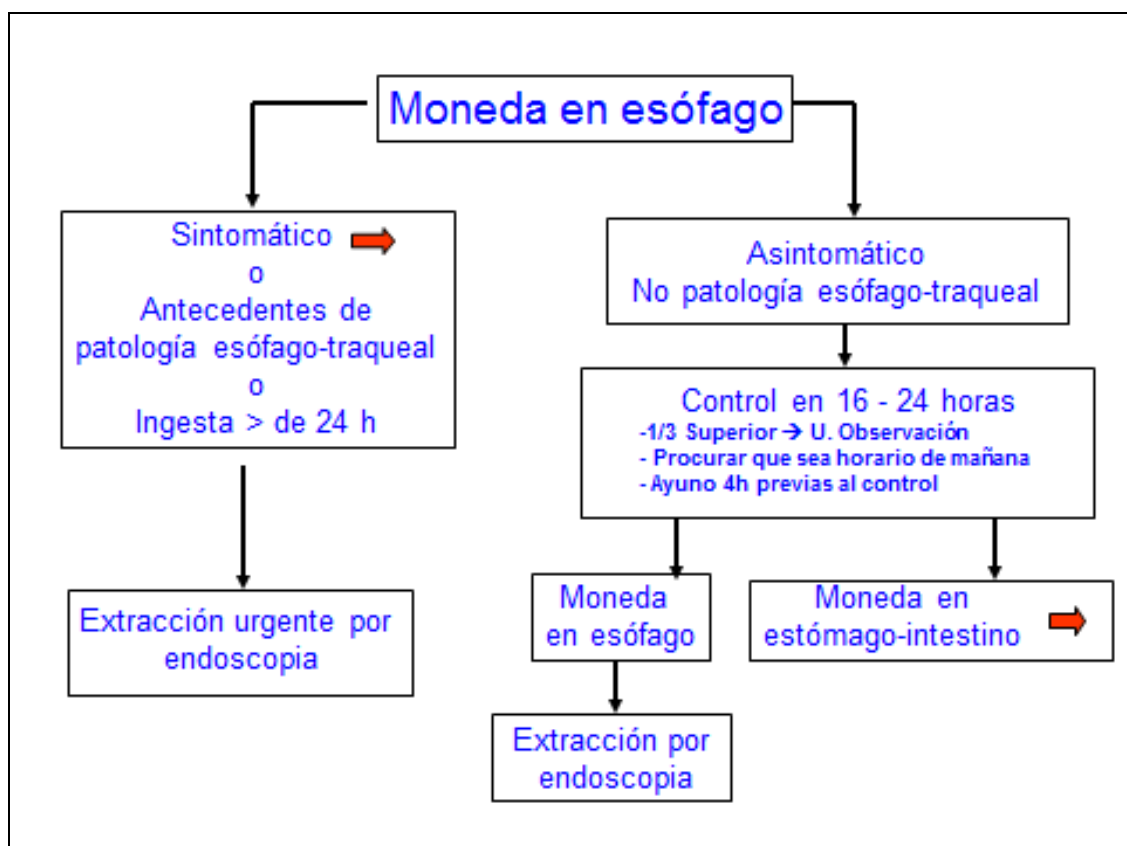 Moneda en esófago
Sintomático
o
Antecedentes de
patología esófago-traqueal
o
Ingesta > de 24 h
Asintomático
No patología esófago-traqueal
Control en 16 - 24 horas
-1/3 Superior → U. Observación
- Procurar que sea horario de mañana
- Ayuno 4h previas al control
Extracción urgente por
endoscopia
Moneda
en esófago
Moneda en
estómago-intestino
Extracción por
endoscopia